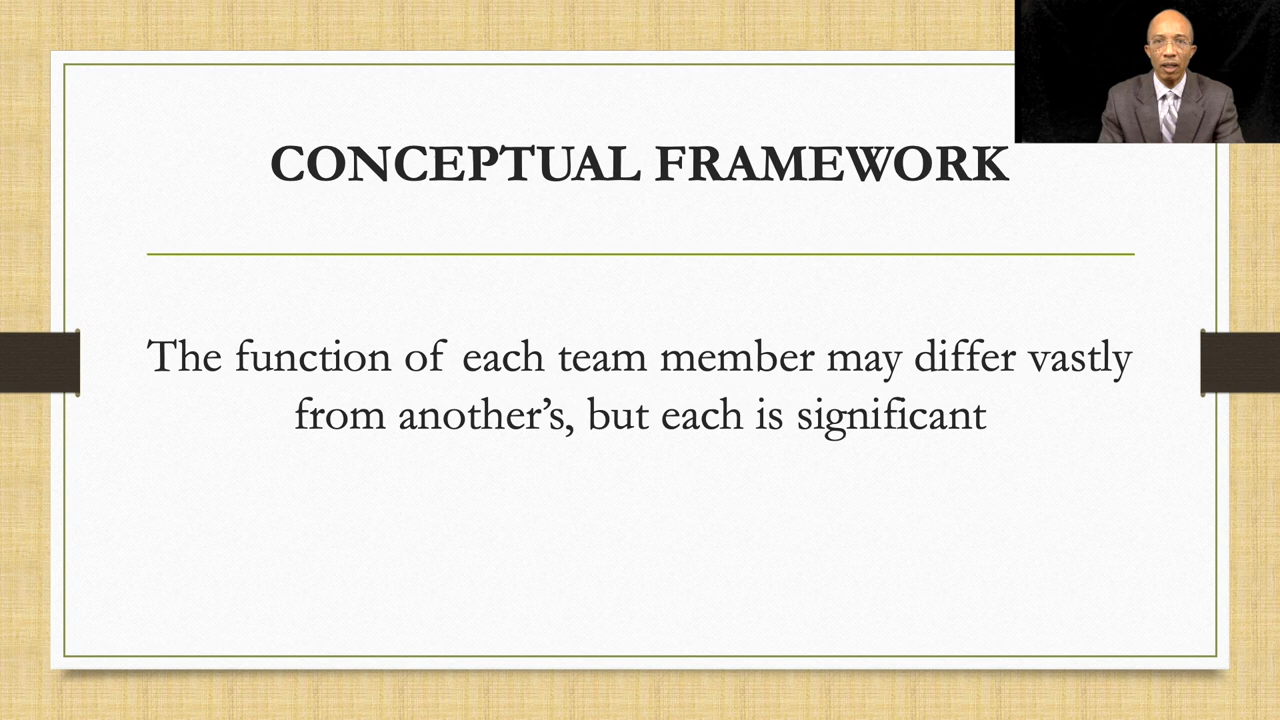 CONCEPTUAL FRAMEWORK
The function of each team member may differ vastly
from another’s, but each is significant